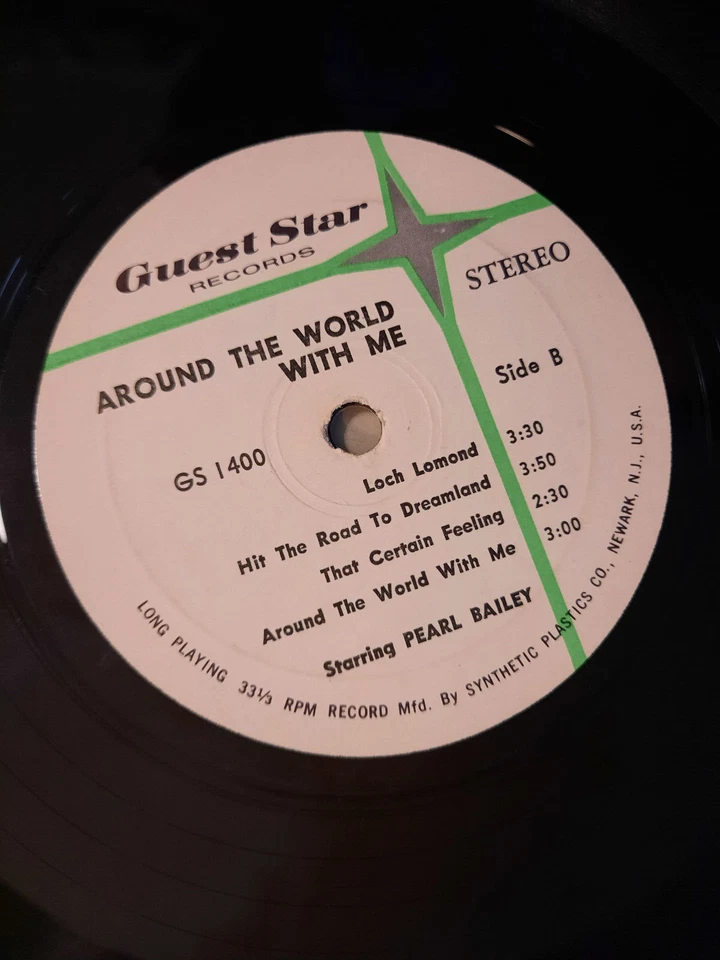 Guest Star
RECORDS
STEREO
AROUND THE WORLD
WITH ME
Side B
GS 1400
Loch Lomond 3:30
Hit The Road To Dreamland 3:50
That Certain Feeling 2:30
Around The World With Me 3:00
Starring PEARL BAILEY
LONG PLAYING 33⅓ RPM RECORD Mfd. By SYNTHETIC PLASTICS CO., NEWARK, N.J., U.S.A.